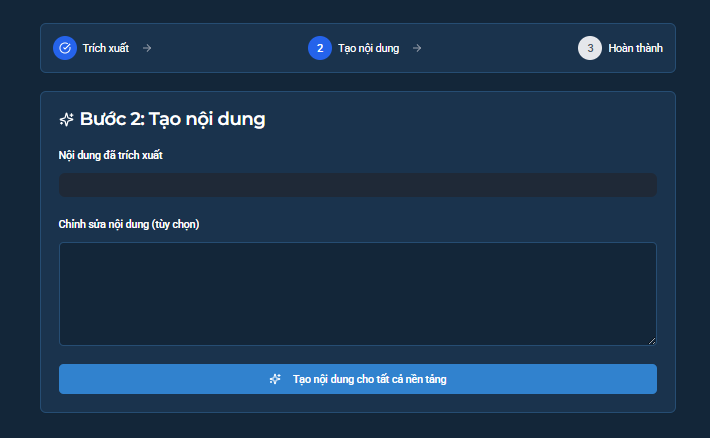 Trích xuất
2 Tạo nội dung
3 Hoàn thành
Bước 2: Tạo nội dung
Nội dung đã trích xuất
Chỉnh sửa nội dung (tùy chọn)
Tạo nội dung cho tất cả nền tảng